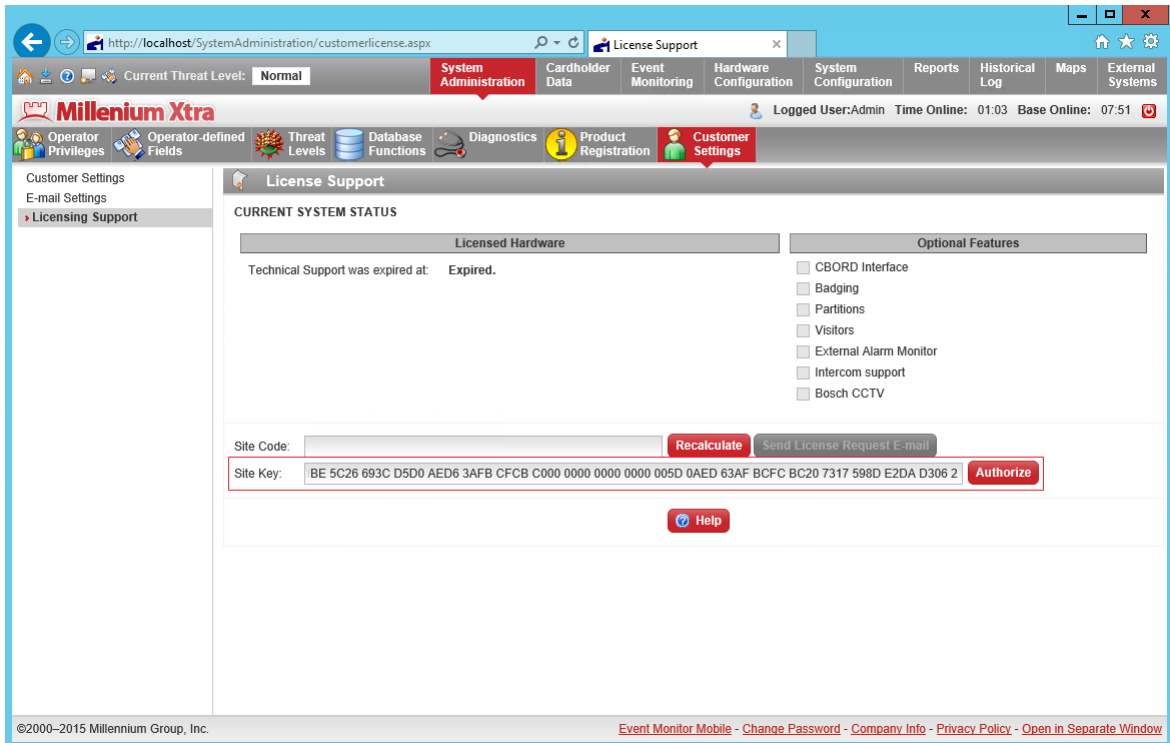 http://localhost/SystemAdministration/customerlicense.aspx
License Support
Current Threat Level: Normal
System Administration
Cardholder Data
Event Monitoring
Hardware Configuration
System Configuration
Reports
Historical Log
Maps
External Systems
Millenium Xtra
Logged User:Admin Time Online: 01:03 Base Online: 07:51
Operator Privileges
Operator-defined Fields
Threat Levels
Database Functions
Diagnostics
Product Registration
Customer Settings
Customer Settings
E-mail Settings
Licensing Support
License Support
CURRENT SYSTEM STATUS
Licensed Hardware
Optional Features
Technical Support was expired at: Expired.
CBORD Interface
Badging
Partitions
Visitors
External Alarm Monitor
Intercom support
Bosch CCTV
Site Code: Recalculate Send License Request E-mail
Site Key: BE 5C26 693C D5D0 AED6 3AFB CFCB C000 0000 0000 0000 005D 0AED 63AF BCFC BC20 7317 598D E2DA D306 2 Authorize
Help
©2000–2015 Millennium Group, Inc.
Event Monitor Mobile - Change Password - Company Info - Privacy Policy - Open in Separate Window